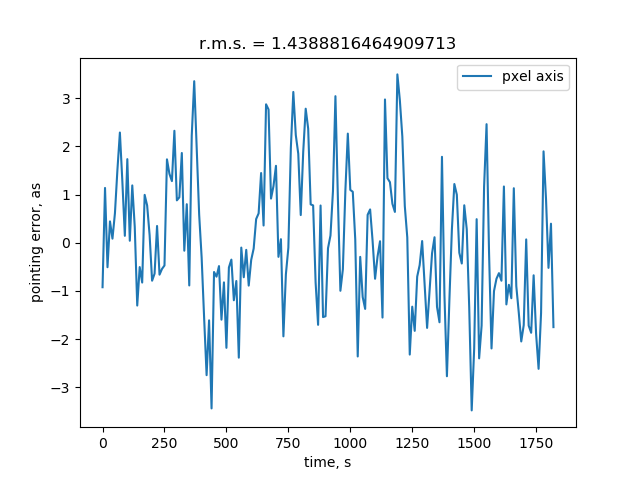 r.m.s. = 1.4388816464909713
pxel axis
pointing error, as
3
2
1
0
−1
−2
−3
0 250 500 750 1000 1250 1500 1750
time, s